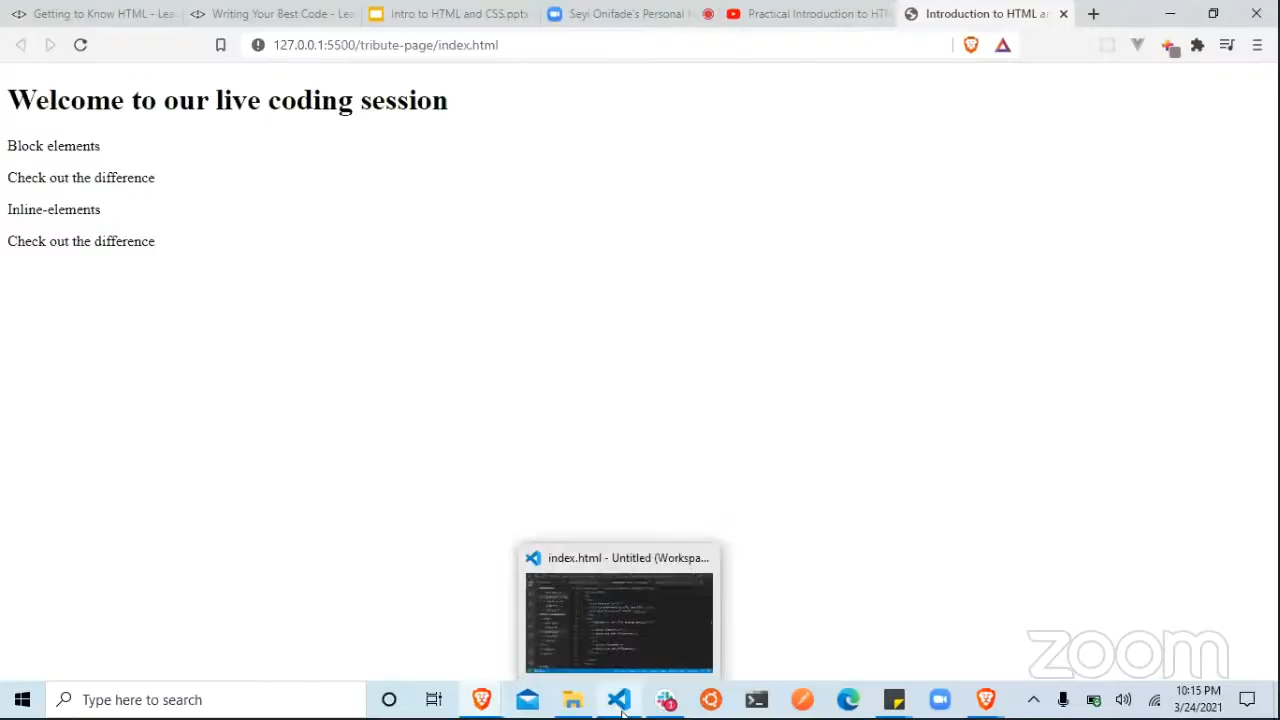 Getting to Know HTML - Lea
Writing Your Best Code - Lea
Intro to HTML and CSS.pptx
Seyi Onifade's Personal
Practical Introduction to HT
Introduction to HTML a
127.0.0.1:5500/tribute-page/index.html
Welcome to our live coding session
Block elements
Check out the difference
Inline-elements
Check out the difference
index.html - Untitled (Workspa...
zoom
Type here to search
10:15 PM
3/24/2021